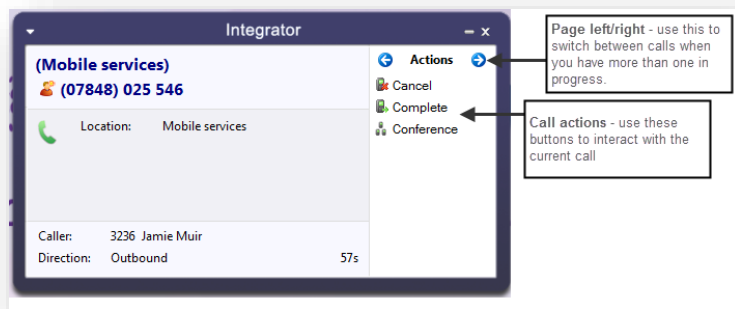 Integrator
(Mobile services)
(07848) 025 546
Location: Mobile services
Caller: 3236 Jamie Muir
Direction: Outbound 57s
Actions
Cancel
Complete
Conference
Page left/right - use this to
switch between calls when
you have more than one in
progress.
Call actions - use these
buttons to interact with the
current call